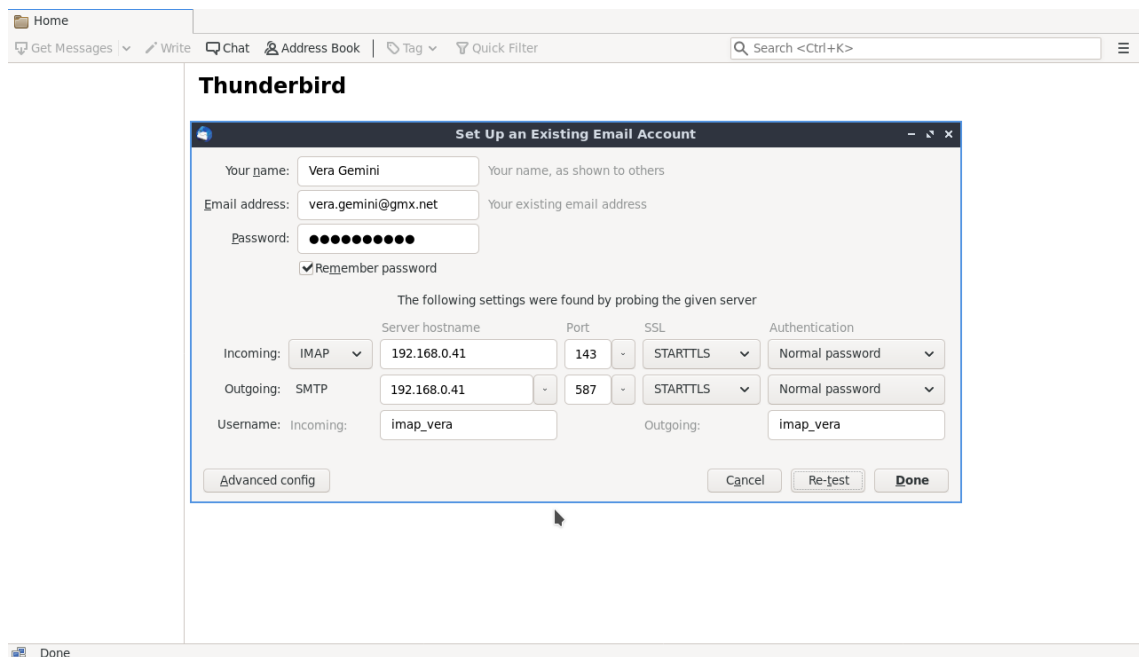 Home
Get Messages Write Chat Address Book Tag Quick Filter Search <Ctrl+K>
Thunderbird
Set Up an Existing Email Account
Your name: Vera Gemini Your name, as shown to others
Email address: vera.gemini@gmx.net Your existing email address
Password: ●●●●●●●●●●
Remember password
The following settings were found by probing the given server
Server hostname Port SSL Authentication
Incoming: IMAP 192.168.0.41 143 STARTTLS Normal password
Outgoing: SMTP 192.168.0.41 587 STARTTLS Normal password
Username: Incoming: imap_vera Outgoing: imap_vera
Advanced config Cancel Re-test Done
Done